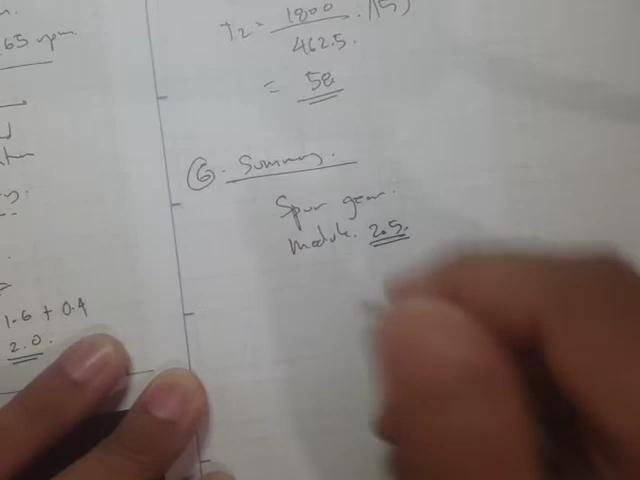 65 rpm.
1.6 + 0.4
2.0.
T2 = 1800 / 462.5 . (15)
= 58
6. Summary.
Spur gear.
Module. 2.5.